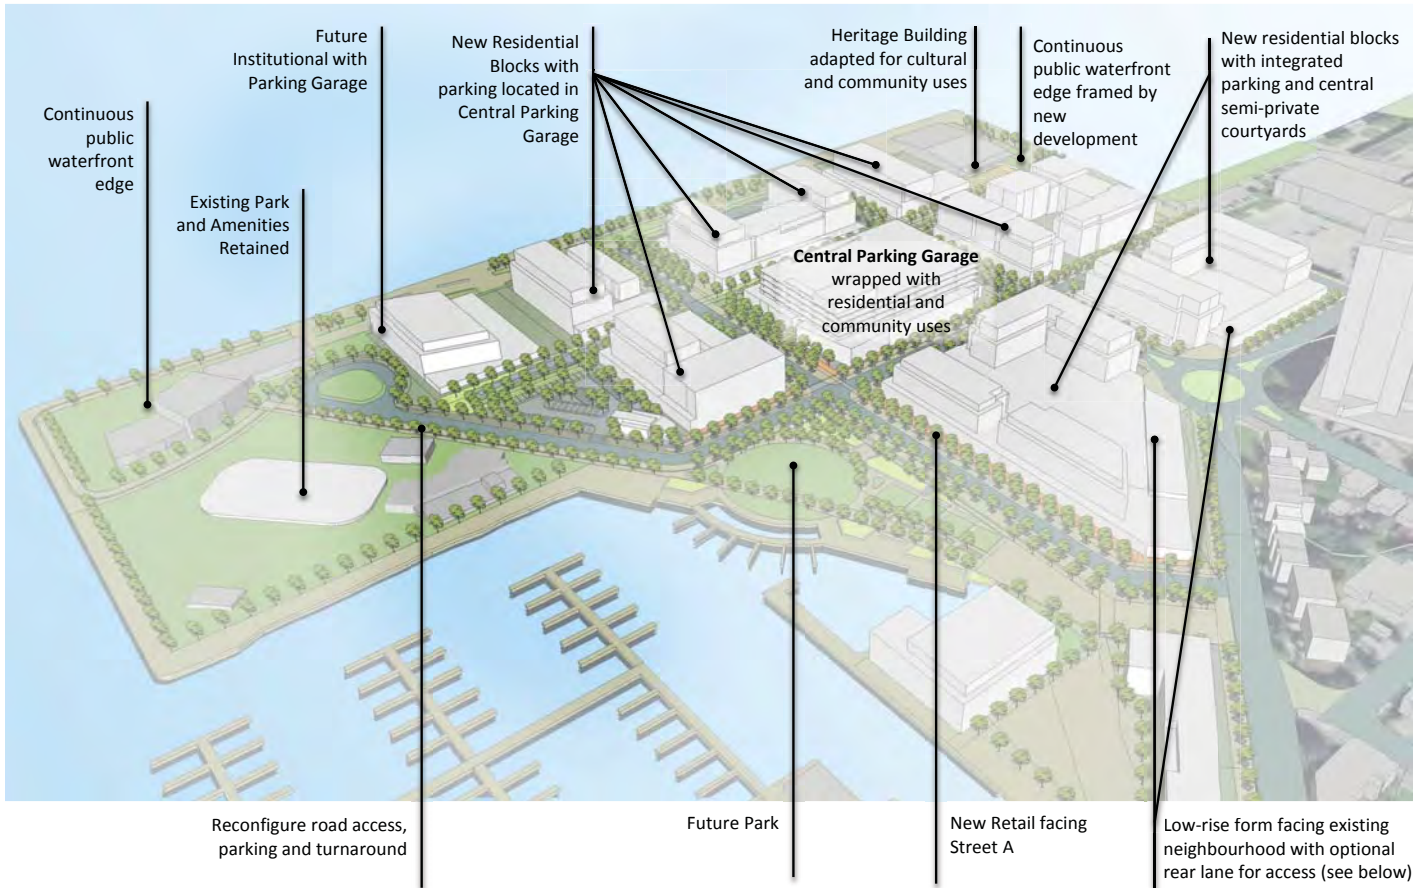 Future
Institutional with
Parking Garage
New Residential
Blocks with
parking located in
Central Parking
Garage
Heritage Building
adapted for cultural
and community uses
Continuous
public waterfront
edge framed by
new
development
New residential blocks
with integrated
parking and central
semi-private
courtyards
Continuous
public
waterfront
edge
Existing Park
and Amenities
Retained
Central Parking Garage
wrapped with
residential and
community uses
Reconfigure road access,
parking and turnaround
Future Park
New Retail facing
Street A
Low-rise form facing existing
neighbourhood with optional
rear lane for access (see below)